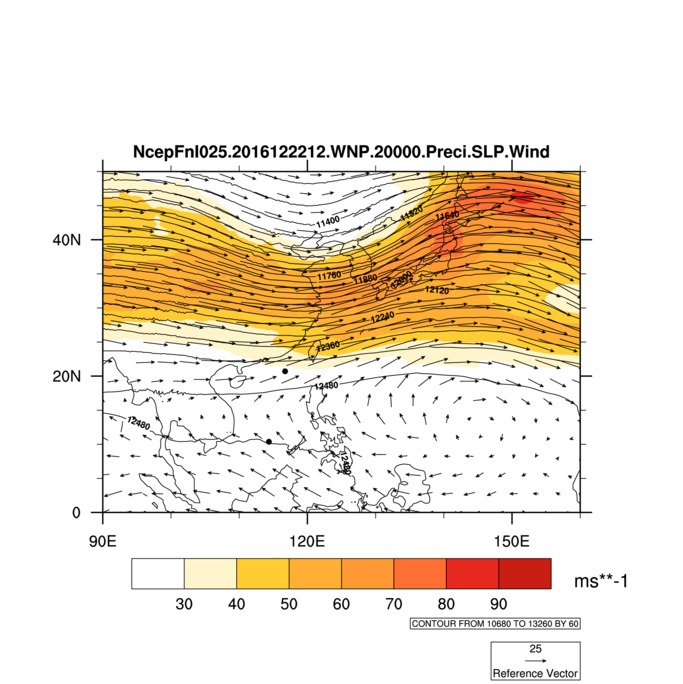 NcepFnl025.2016122212.WNP.20000.Preci.SLP.Wind
11400
11520
11640
40N
11760
11880
12000
12120
12240
12360
20N
12480
12480
12480
0
90E
120E
150E
30 40 50 60 70 80 90
ms**-1
CONTOUR FROM 10680 TO 13260 BY 60
25
Reference Vector